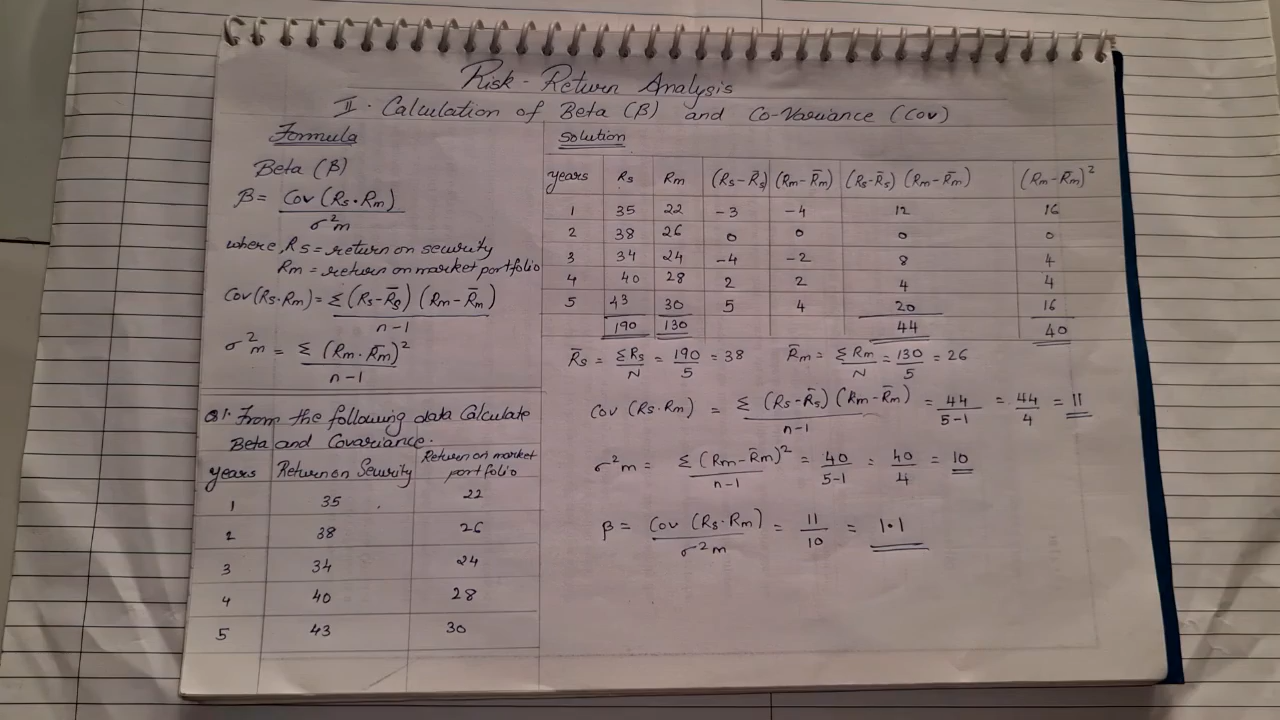 Risk - Return Analysis
II. Calculation of Beta (β) and Co-Variance (Cov)
Formula
Beta (β)
β = Cov (Rs·Rm)
σ²m
where, Rs = return on security
Rm = return on market portfolio
Cov (Rs·Rm) = Σ (Rs-R̄s) (Rm-R̄m)
n-1
σ²m = Σ (Rm·R̄m)²
n-1
Q1. From the following data Calculate
Beta and Covariance.
years Return on Security Return on market portfolio
1 35 22
2 38 26
3 34 24
4 40 28
5 43 30
Solution
years Rs Rm (Rs-R̄s) (Rm-R̄m) (Rs-R̄s) (Rm-R̄m) (Rm-R̄m)²
1 35 22 -3 -4 12 16
2 38 26 0 0 0 0
3 34 24 -4 -2 8 4
4 40 28 2 2 4 4
5 43 30 5 4 20 16
190 130 44 40
R̄s = ΣRs/N = 190/5 = 38 R̄m = ΣRm/N = 130/5 = 26
Cov (Rs·Rm) = Σ (Rs-R̄s) (Rm-R̄m)/n-1 = 44/5-1 = 44/4 = 11
σ²m = Σ (Rm-R̄m)²/n-1 = 40/5-1 = 40/4 = 10
β = Cov (Rs·Rm)/σ²m = 11/10 = 1.1